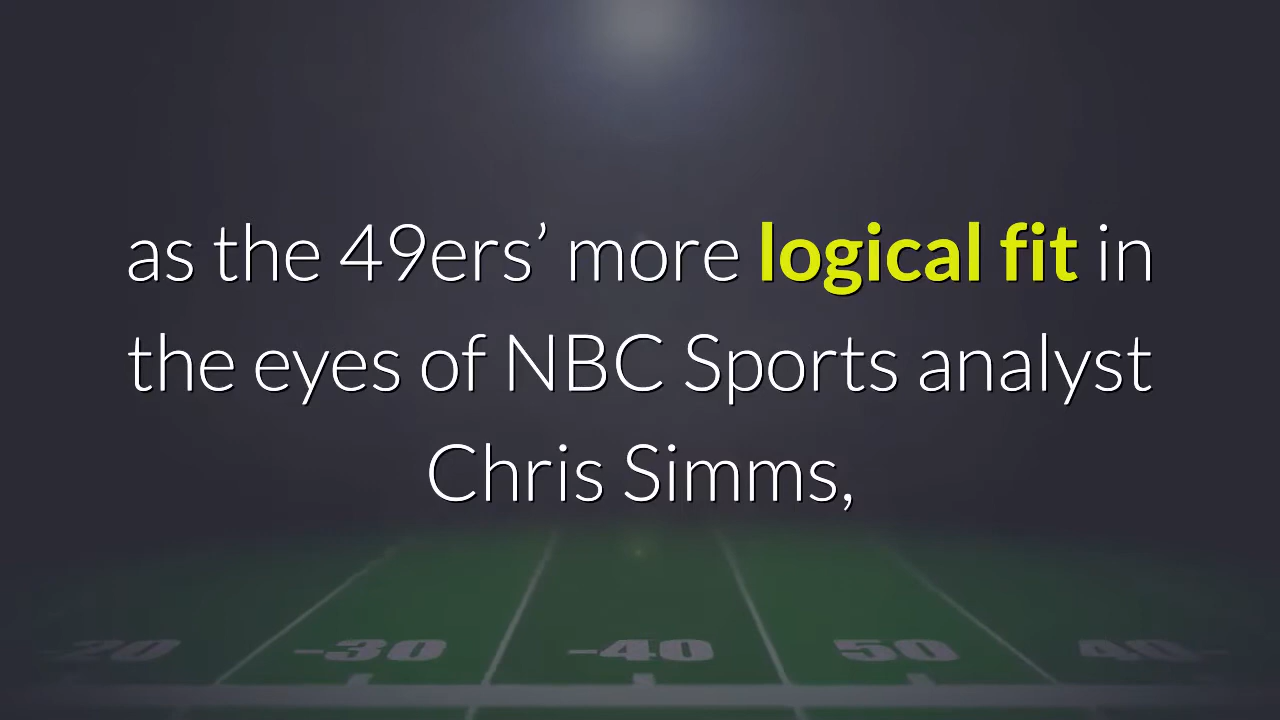 as the 49ers’ more logical fit in
the eyes of NBC Sports analyst
Chris Simms,
20 -30 -40 50 40-